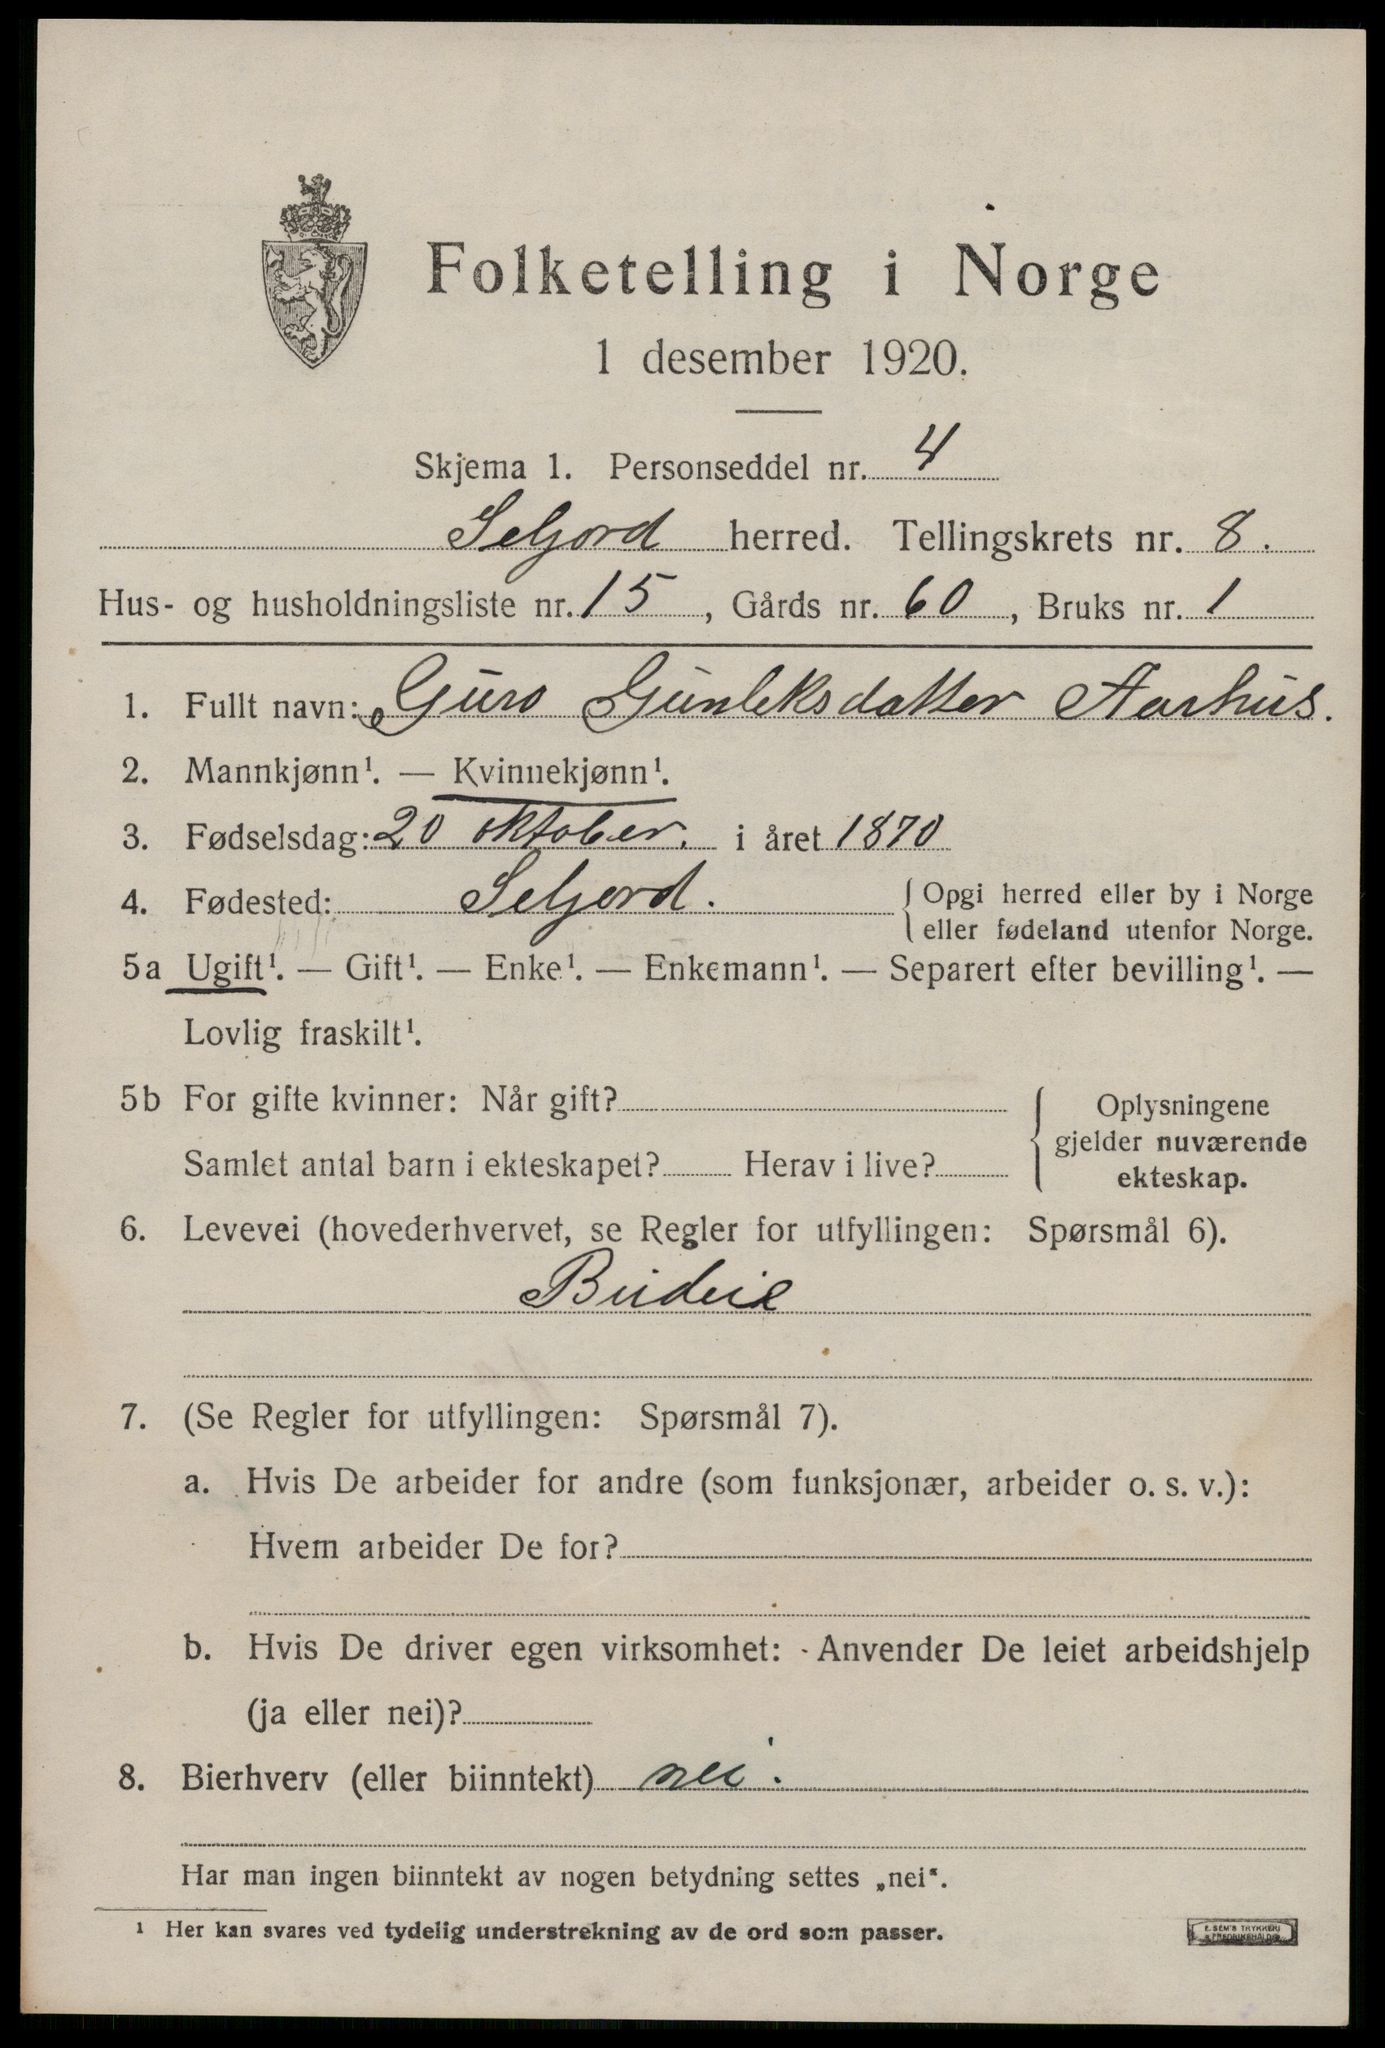 Folketelling i Norge
1 desember 1920.
Skjema 1. Personseddel nr. 4
Seljord herred. Tellingskrets nr. 8.
Hus- og husholdningsliste nr. 15, Gårds nr. 60, Bruks nr. 1
1. Fullt navn: Guro Gunleksdatter Aarhus.
2. Mannkjønn¹. — Kvinnekjønn¹.
3. Fødselsdag: 20 oktober. i året 1870
4. Fødested: Seljord. { Opgi herred eller by i Norge
eller fødeland utenfor Norge.
5a Ugift¹. — Gift¹. — Enke¹. — Enkemann¹. — Separert efter bevilling¹. —
Lovlig fraskilt¹.
5b For gifte kvinner: Når gift?
Samlet antal barn i ekteskapet? Herav i live?
{ Oplysningene
gjelder nuværende
ekteskap.
6. Levevei (hovederhvervet, se Regler for utfyllingen: Spørsmål 6).
Budeie
7. (Se Regler for utfyllingen: Spørsmål 7).
a. Hvis De arbeider for andre (som funksjonær, arbeider o. s. v.):
Hvem arbeider De for?
b. Hvis De driver egen virksomhet: Anvender De leiet arbeidshjelp
(ja eller nei)?
8. Bierhverv (eller biinntekt) nei.
Har man ingen biinntekt av nogen betydning settes „nei“.
¹ Her kan svares ved tydelig understrekning av de ord som passer.
E. SEM'S TRYKKERI
FREDRIKSHALD